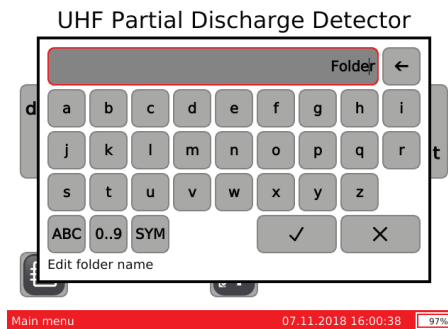 UHF Partial Discharge Detector
Folder ←
d a b c d e f g h i
j k l m n o p q r t
s t u v w x y z
ABC 0..9 SYM ✓ ✕
Edit folder name
Main menu 07.11.2018 16:00:38 97%